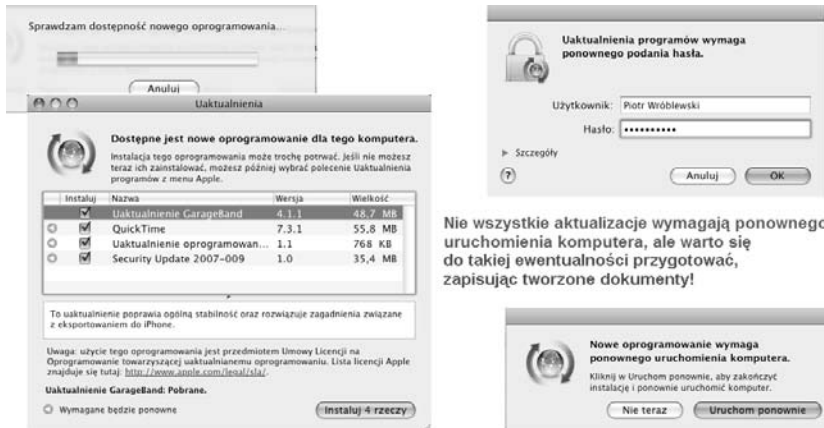 Sprawdzam dostępność nowego oprogramowania...
Anuluj
Uaktualnienia
Dostępne jest nowe oprogramowanie dla tego komputera.
Instalacja tego oprogramowania może trochę potrwać. Jeśli nie możesz
teraz ich zainstalować, możesz później wybrać polecenie Uaktualnienia
programów z menu Apple.
Instaluj Nazwa Wersja Wielkość
Uaktualnienie GarageBand 4.1.1 48,7 MB
QuickTime 7.3.1 55,8 MB
Uaktualnienie oprogramowan... 1.1 768 KB
Security Update 2007-009 1.0 35,4 MB
To uaktualnienie poprawia ogólną stabilność oraz rozwiązuje zagadnienia związane
z eksportowaniem do iPhone.
Uwaga: użycie tego oprogramowania jest przedmiotem Umowy Licencji na
Oprogramowanie towarzyszącej uaktualnianemu oprogramowaniu. Lista licencji Apple
znajduje się tutaj: http://www.apple.com/legal/sla/.
Uaktualnienie GarageBand: Pobrane.
Wymagane będzie ponowne
Instaluj 4 rzeczy
Uaktualnienia programów wymaga
ponownego podania hasła.
Użytkownik: Piotr Wróblewski
Hasło: ••••••••••
Szczegóły
? Anuluj OK
Nie wszystkie aktualizacje wymagają ponownego
uruchomienia komputera, ale warto się
do takiej ewentualności przygotować,
zapisując tworzone dokumenty!
Nowe oprogramowanie wymaga
ponownego uruchomienia komputera.
Kliknij w Uruchom ponownie, aby zakończyć
instalację i ponownie uruchomić komputer.
Nie teraz Uruchom ponownie